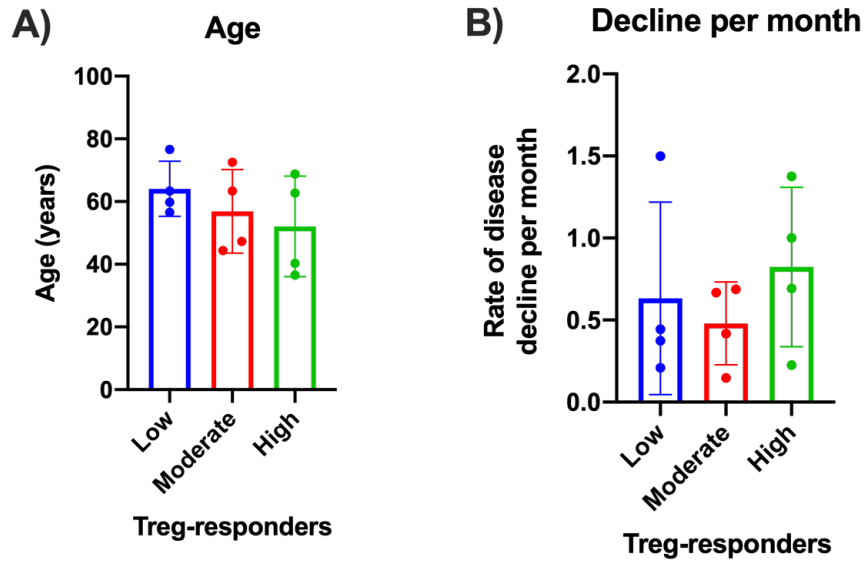 A)
Age
Age (years)
100
80
60
40
20
0
Low
Moderate
High
Treg-responders
B)
Decline per month
Rate of disease
decline per month
2.0
1.5
1.0
0.5
0.0
Low
Moderate
High
Treg-responders